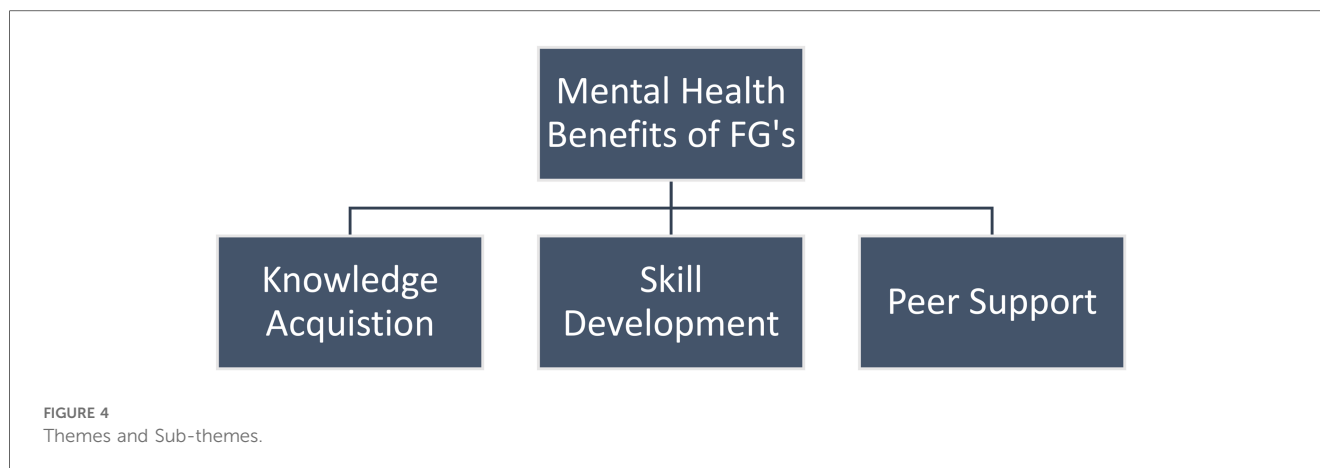 Mental Health
Benefits of FG's
Knowledge
Acquistion
Skill
Development
Peer Support
FIGURE 4
Themes and Sub-themes.